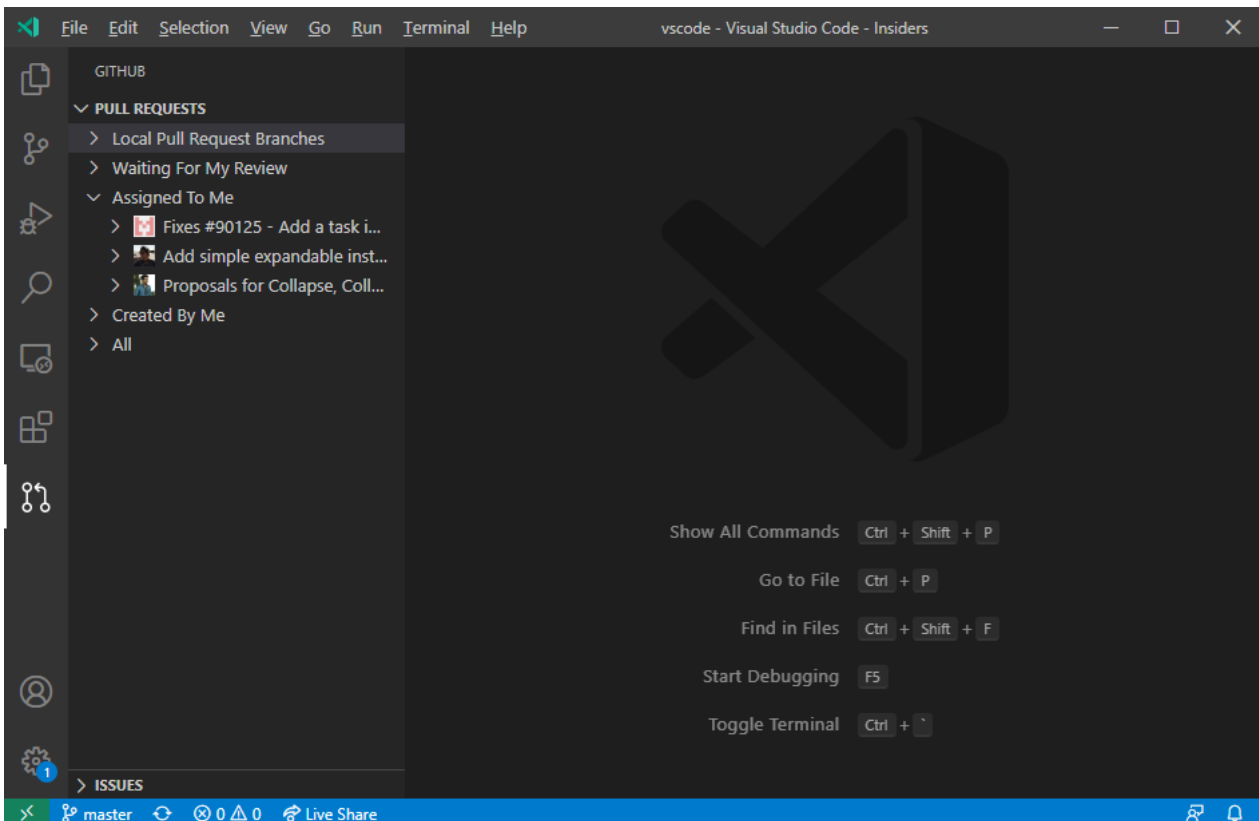 File Edit Selection View Go Run Terminal Help vscode - Visual Studio Code - Insiders
GITHUB
PULL REQUESTS
Local Pull Request Branches
Waiting For My Review
Assigned To Me
Fixes #90125 - Add a task i...
Add simple expandable inst...
Proposals for Collapse, Coll...
Created By Me
All
Show All Commands Ctrl + Shift + P
Go to File Ctrl + P
Find in Files Ctrl + Shift + F
Start Debugging F5
Toggle Terminal Ctrl + `
1
ISSUES
master 0 0 Live Share